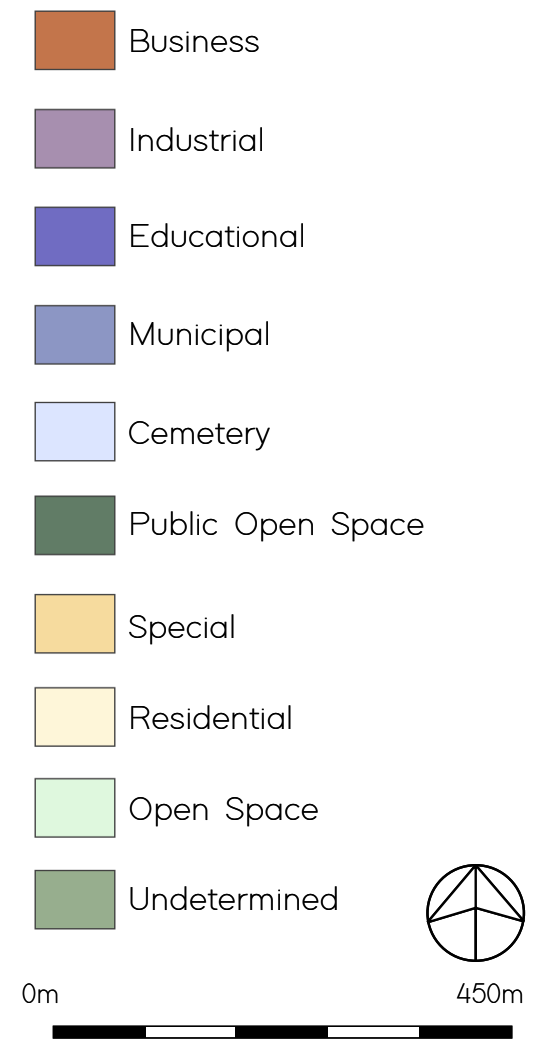 Business
Industrial
Educational
Municipal
Cemetery
Public Open Space
Special
Residential
Open Space
Undetermined
0m 450m